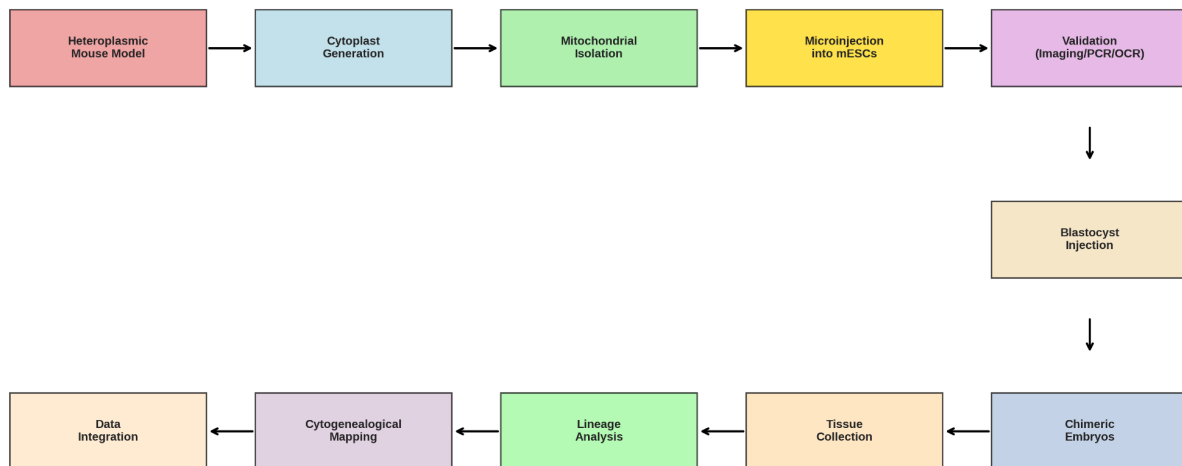 Heteroplasmic
Mouse Model
Cytoplast
Generation
Mitochondrial
Isolation
Microinjection
into mESCs
Validation
(Imaging/PCR/OCR)
Blastocyst
Injection
Chimeric
Embryos
Tissue
Collection
Lineage
Analysis
Cytogenealogical
Mapping
Data
Integration